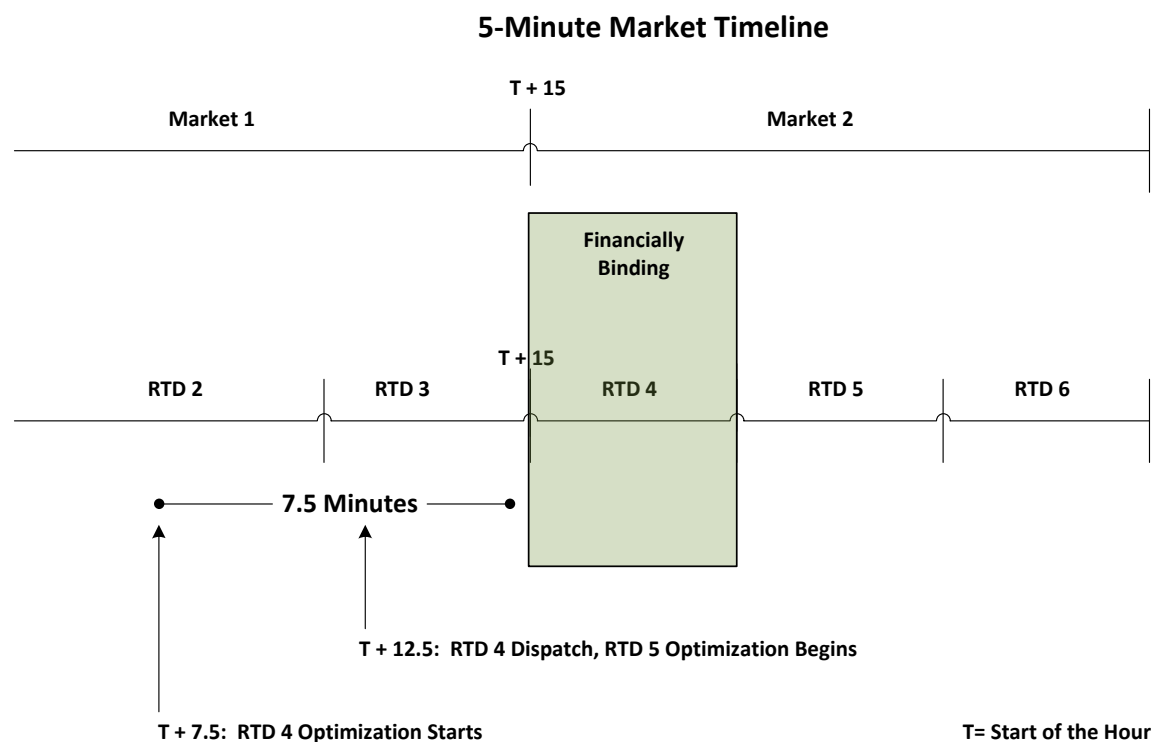 5-Minute Market Timeline
T + 15
Market 1
Market 2
Financially
Binding
T + 15
RTD 2
RTD 3
RTD 4
RTD 5
RTD 6
7.5 Minutes
T + 12.5:  RTD 4 Dispatch, RTD 5 Optimization Begins
T + 7.5:  RTD 4 Optimization Starts
T= Start of the Hour